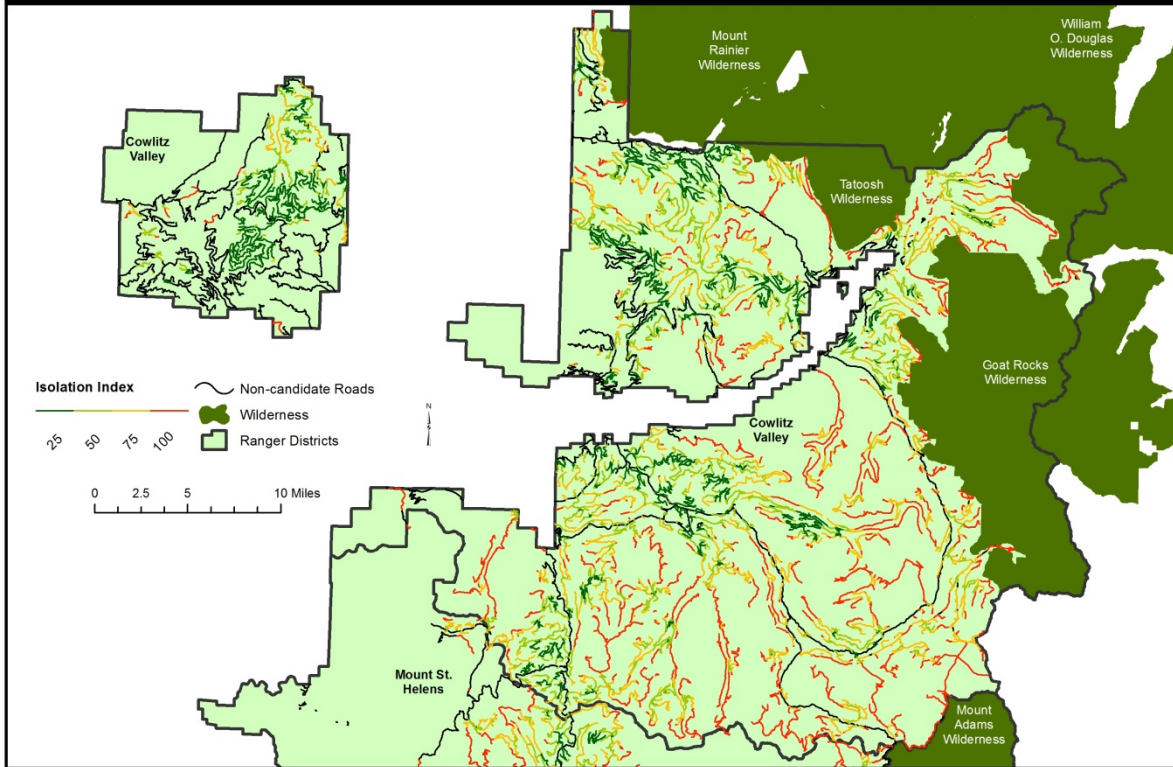 Mount
Rainier
Wilderness
William
O. Douglas
Wilderness
Cowlitz
Valley
Tatoosh
Wilderness
Goat Rocks
Wilderness
Isolation Index
25
50
75
100
Non-candidate Roads
Wilderness
Ranger Districts
N
0 2.5 5 10 Miles
Cowlitz
Valley
Mount St.
Helens
Mount
Adams
Wilderness